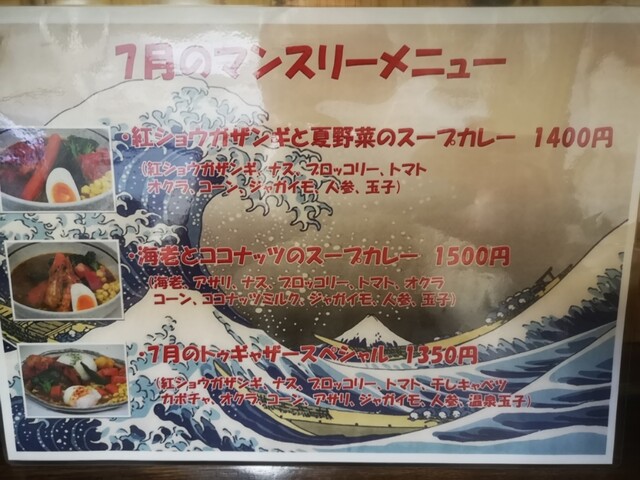 7月のマンスリーメニュー
・紅ショウガザンギと夏野菜のスープカレー 1400円
(紅ショウガザンギ、ナス、ブロッコリー、トマト
オクラ、コーン、ジャガイモ、人参、玉子)
・海老とココナッツのスープカレー 1500円
(海老、アサリ、ナス、ブロッコリー、トマト、オクラ
コーン、ココナッツミルク、ジャガイモ、人参、玉子)
・7月のトゥギャザースペシャル 1350円
(紅ショウガザンギ、ナス、ブロッコリー、トマト、干しキャベツ
カボチャ、オクラ、コーン、アサリ、ジャガイモ、人参、温泉玉子)